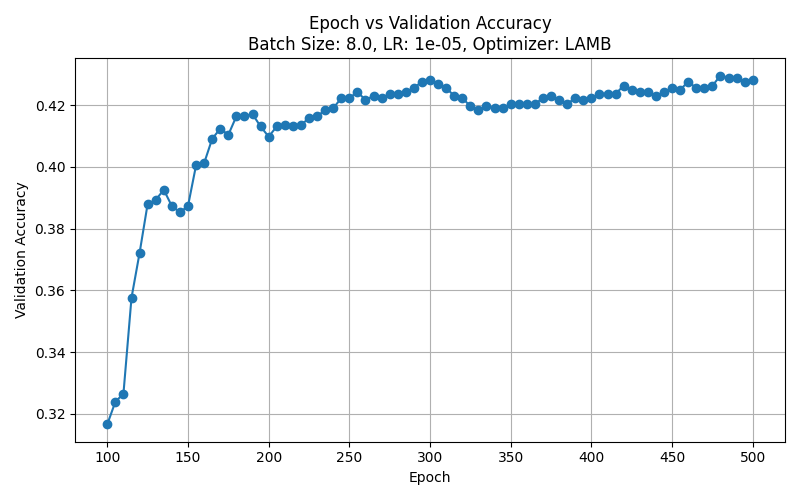 Epoch vs Validation Accuracy
Batch Size: 8.0, LR: 1e-05, Optimizer: LAMB
Validation Accuracy
0.42
0.40
0.38
0.36
0.34
0.32
100 150 200 250 300 350 400 450 500
Epoch